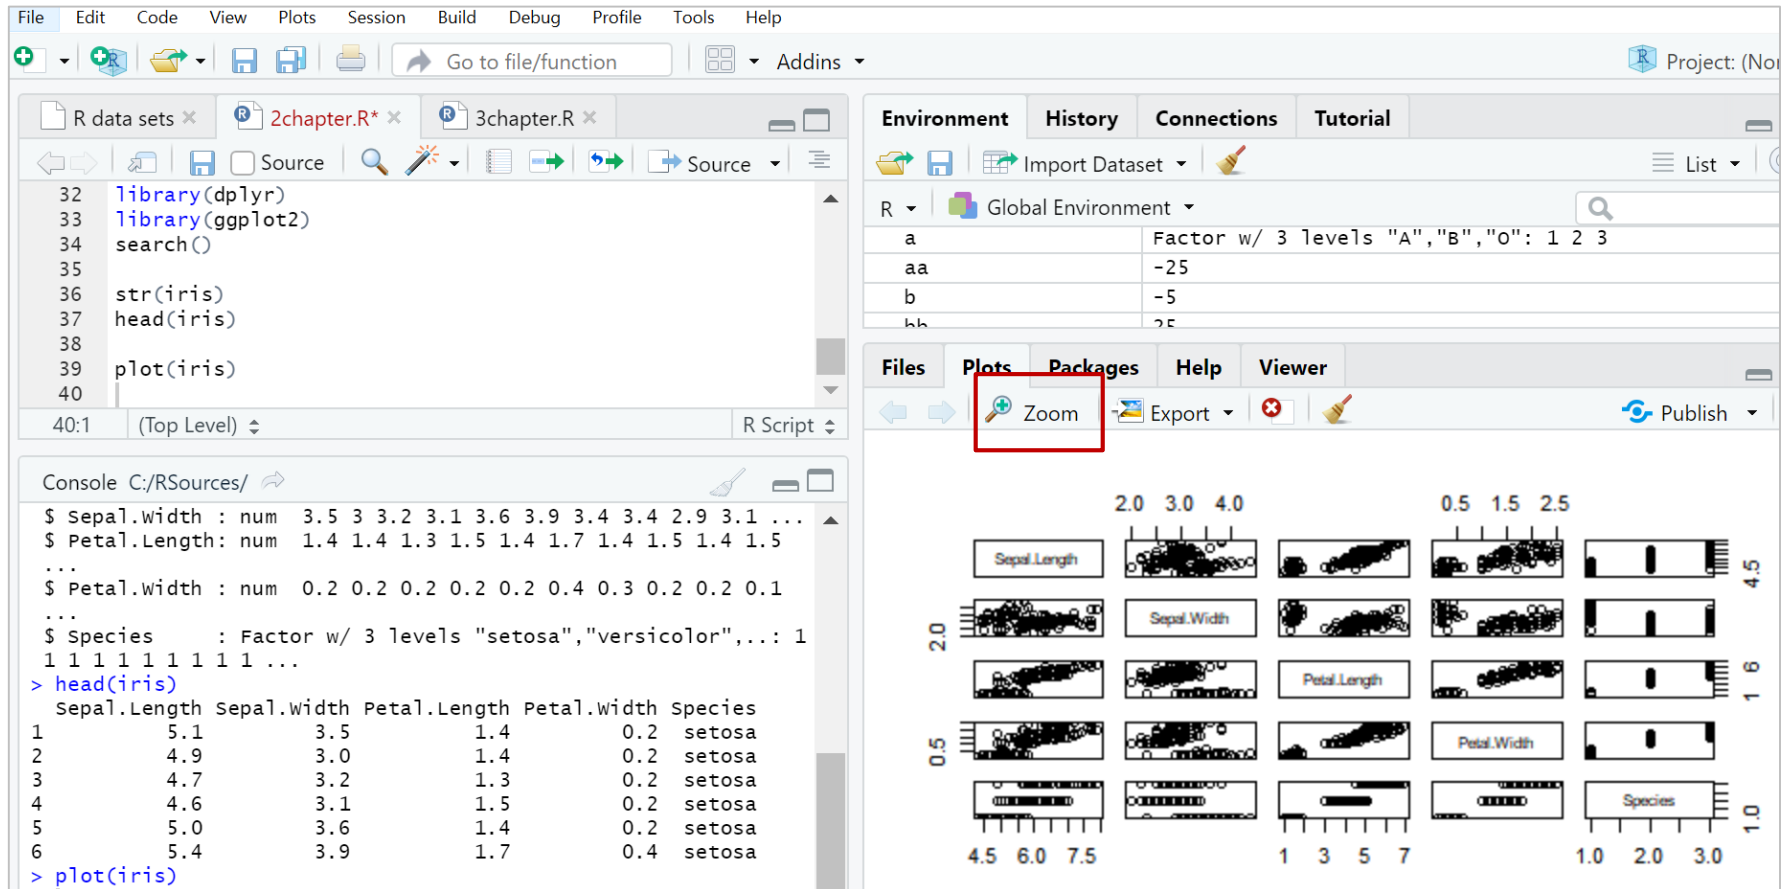 File Edit Code View Plots Session Build Debug Profile Tools Help
Go to file/function Addins Project: (Nor
R data sets 2chapter.R* 3chapter.R
Source Source
32 library(dplyr)
33 library(ggplot2)
34 search()
35
36 str(iris)
37 head(iris)
38
39 plot(iris)
40
40:1 (Top Level) R Script
Console C:/RSources/
$ Sepal.Width : num 3.5 3 3.2 3.1 3.6 3.9 3.4 3.4 2.9 3.1 ...
$ Petal.Length: num 1.4 1.4 1.3 1.5 1.4 1.7 1.4 1.5 1.4 1.5
...
$ Petal.Width : num 0.2 0.2 0.2 0.2 0.2 0.4 0.3 0.2 0.2 0.1
...
$ Species : Factor w/ 3 levels "setosa","versicolor",..: 1
1 1 1 1 1 1 1 1 1 ...
> head(iris)
Sepal.Length Sepal.Width Petal.Length Petal.Width Species
1 5.1 3.5 1.4 0.2 setosa
2 4.9 3.0 1.4 0.2 setosa
3 4.7 3.2 1.3 0.2 setosa
4 4.6 3.1 1.5 0.2 setosa
5 5.0 3.6 1.4 0.2 setosa
6 5.4 3.9 1.7 0.4 setosa
> plot(iris)
Environment History Connections Tutorial
Import Dataset List
R Global Environment
a Factor w/ 3 levels "A","B","O": 1 2 3
aa -25
b -5
bb 25
Files Plots Packages Help Viewer
Zoom Export Publish
2.0 3.0 4.0 0.5 1.5 2.5
Sepal.Length 4.5
2.0 Sepal.Width
Petal.Length 1 6
0.5 Petal.Width
Species 1.0
4.5 6.0 7.5 1 3 5 7 1.0 2.0 3.0